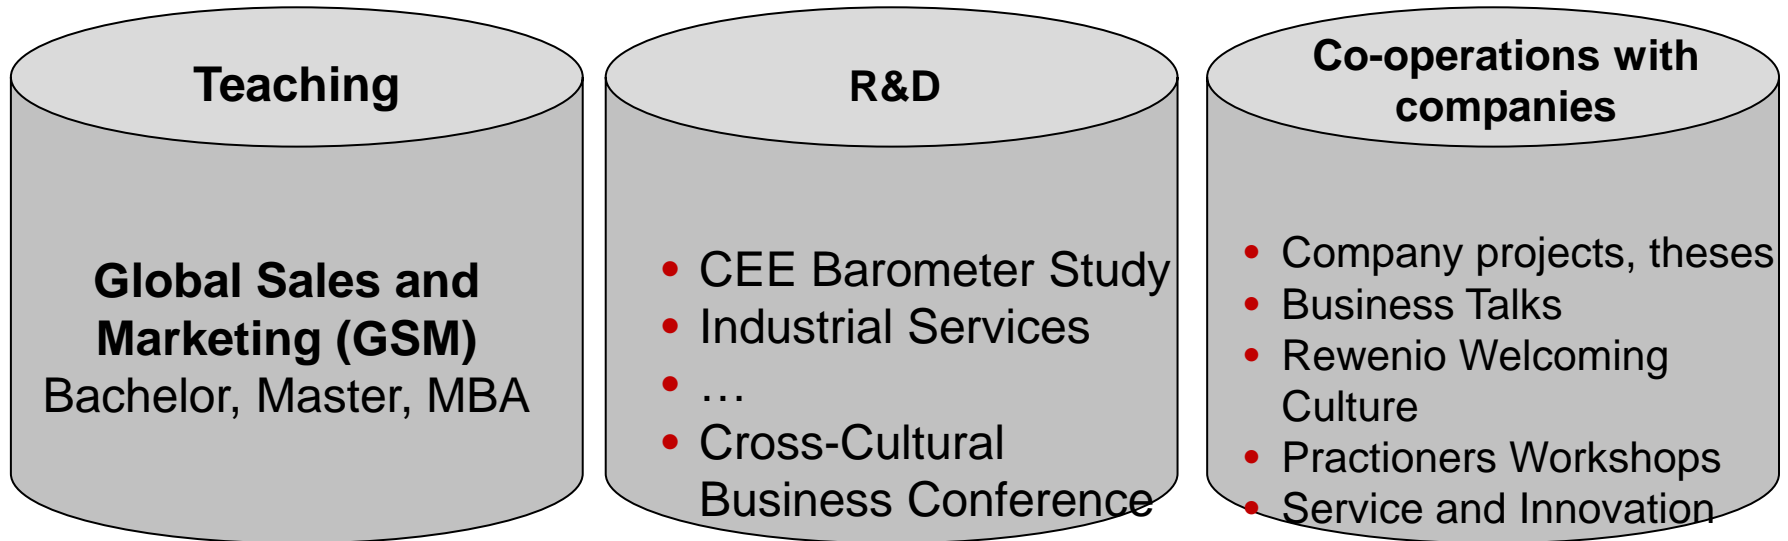 Teaching
Global Sales and
Marketing (GSM)
Bachelor, Master, MBA
R&D
• CEE Barometer Study
• Industrial Services
• …
• Cross-Cultural
Business Conference
Co-operations with
companies
• Company projects, theses
• Business Talks
• Rewenio Welcoming
Culture
• Practioners Workshops
• Service and Innovation